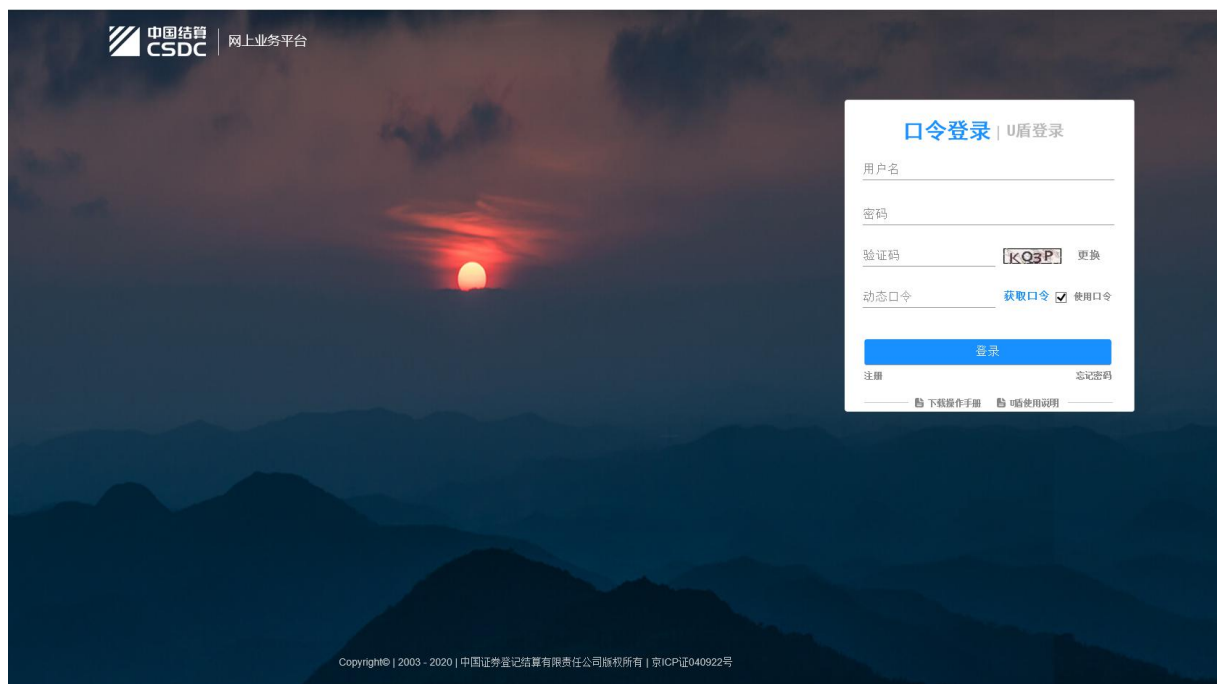 中国结算
CSDC
网上业务平台
口令登录 | U盾登录
用户名
密码
验证码 KQ3P 更换
动态口令 获取口令 使用口令
登录
注册 忘记密码
下载操作手册 U盾使用说明
Copyright© | 2003 - 2020 | 中国证券登记结算有限责任公司版权所有 | 京ICP证040922号